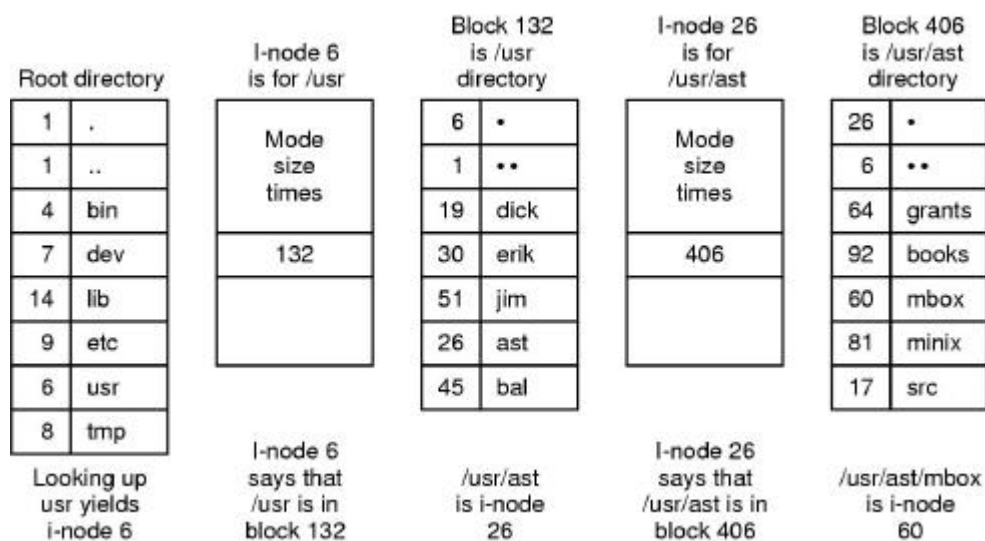 Root directory
1 .
1 ..
4 bin
7 dev
14 lib
9 etc
6 usr
8 tmp
Looking up
usr yields
i-node 6
I-node 6
is for /usr
Mode
size
times
132
I-node 6
says that
/usr is in
block 132
Block 132
is /usr
directory
6 •
1 ••
19 dick
30 erik
51 jim
26 ast
45 bal
/usr/ast
is i-node
26
I-node 26
is for
/usr/ast
Mode
size
times
406
I-node 26
says that
/usr/ast is in
block 406
Block 406
is /usr/ast
directory
26 •
6 ••
64 grants
92 books
60 mbox
81 minix
17 src
/usr/ast/mbox
is i-node
60